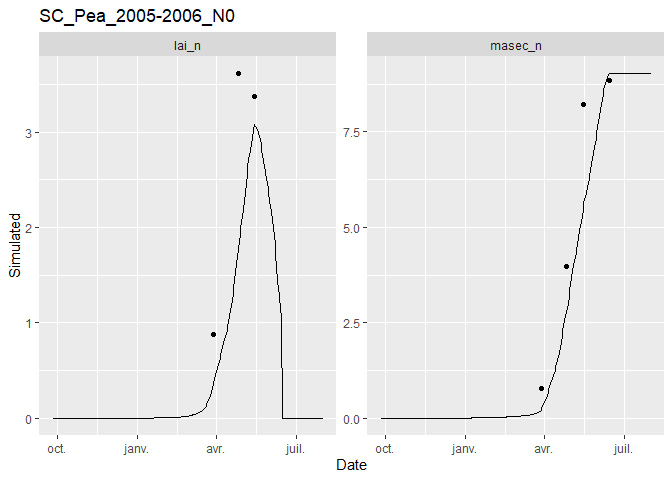 SC_Pea_2005-2006_N0
lai_n
masec_n
Simulated
3
2
1
0
7.5
5.0
2.5
0.0
oct.
janv.
avr.
juil.
oct.
janv.
avr.
juil.
Date